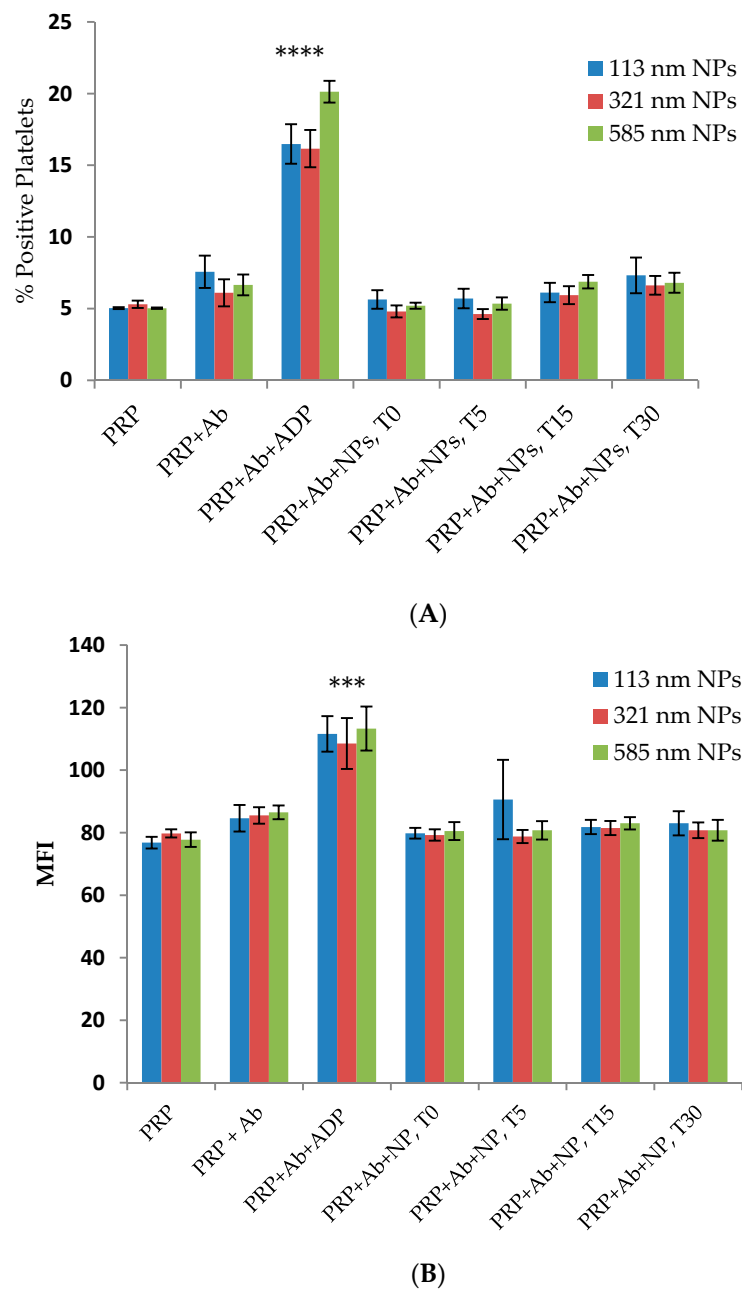 25
20
15
10
5
0
% Positive Platelets
****
113 nm NPs
321 nm NPs
585 nm NPs
PRP
PRP+Ab
PRP+Ab+ADP
PRP+Ab+NPs, T0
PRP+Ab+NPs, T5
PRP+Ab+NPs, T15
PRP+Ab+NPs, T30
(A)
140
120
100
80
60
40
20
0
MFI
***
113 nm NPs
321 nm NPs
585 nm NPs
PRP
PRP + Ab
PRP+Ab+ADP
PRP+Ab+NP, T0
PRP+Ab+NP, T5
PRP+Ab+NP, T15
PRP+Ab+NP, T30
(B)